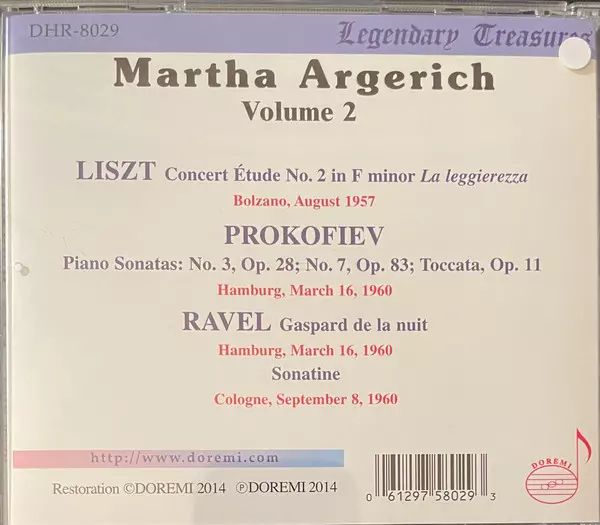 DHR-8029 Legendary Treasures
Martha Argerich
Volume 2
LISZT Concert Étude No. 2 in F minor La leggierezza
Bolzano, August 1957
PROKOFIEV
Piano Sonatas: No. 3, Op. 28; No. 7, Op. 83; Toccata, Op. 11
Hamburg, March 16, 1960
RAVEL Gaspard de la nuit
Hamburg, March 16, 1960
Sonatine
Cologne, September 8, 1960
http://www.doremi.com
DOREMI
Restoration ©DOREMI 2014 ℗DOREMI 2014
0 61297 58029 3